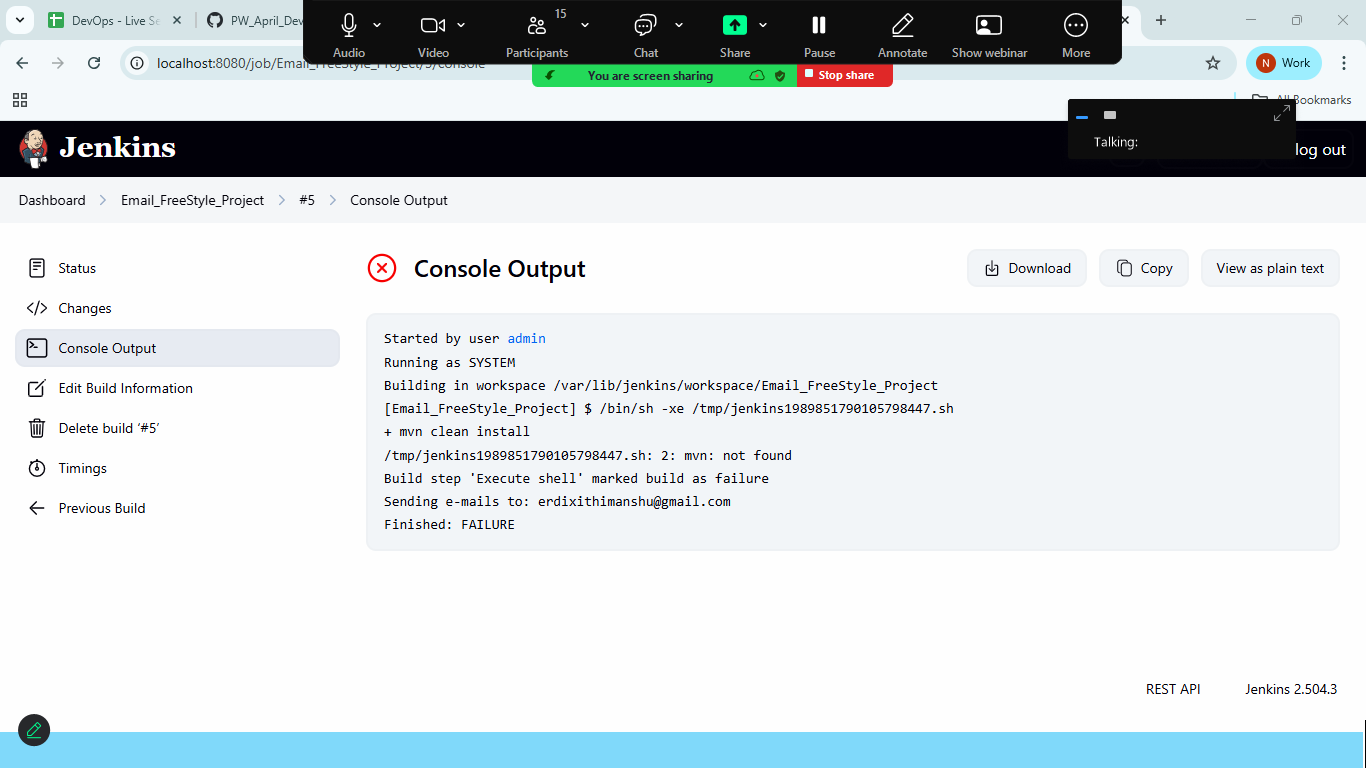 DevOps - Live Se
PW_April_Dev
15
Audio
Video
Participants
Chat
Share
Pause
Annotate
Show webinar
More
localhost:8080/job/Email_FreeStyle_Project/5/console
You are screen sharing
Stop share
N Work
All Bookmarks
Talking:
Jenkins
log out
Dashboard
Email_FreeStyle_Project
#5
Console Output
Status
Changes
Console Output
Edit Build Information
Delete build ‘#5’
Timings
Previous Build
Console Output
Download
Copy
View as plain text
Started by user admin
Running as SYSTEM
Building in workspace /var/lib/jenkins/workspace/Email_FreeStyle_Project
[Email_FreeStyle_Project] $ /bin/sh -xe /tmp/jenkins1989851790105798447.sh
+ mvn clean install
/tmp/jenkins1989851790105798447.sh: 2: mvn: not found
Build step 'Execute shell' marked build as failure
Sending e-mails to: erdixithimanshu@gmail.com
Finished: FAILURE
REST API
Jenkins 2.504.3